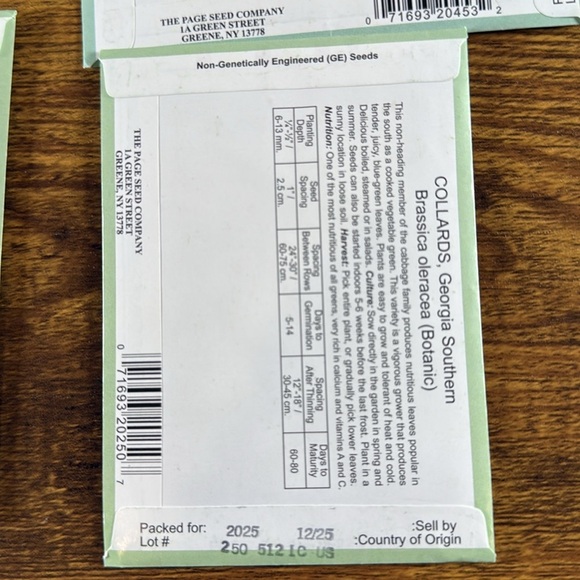 THE PAGE SEED COMPANY
1A GREEN STREET
GREENE, NY 13778
0 71693 20453 2
Non-Genetically Engineered (GE) Seeds
COLLARDS, Georgia Southern
Brassica oleracea (Botanic)
This non-heading member of the cabbage family produces nutritious leaves popular in
the south as a cooked vegetable green. This variety is a vigorous grower that produces
tender, juicy, blue-green leaves. Plants are easy to grow and tolerant of heat and cold.
Delicious boiled, steamed or in salads. Culture: Sow directly in the garden in spring and
summer. Seeds can also be started indoors 5-6 weeks before the last frost. Plant in a
sunny location in loose soil. Harvest: Pick entire plant, or gradually pick lower leaves.
Nutrition: One of the most nutritious of all greens, very rich in calcium and vitamins A and C.
Planting Depth Seed Spacing Spacing Between Rows Days to Germination Spacing After Thinning Days to Maturity
¼"-½" / 6-13 mm. 1" / 2.5 cm. 24"-30" / 60-75 cm. 5-14 12"-18" / 30-45 cm. 60-80
THE PAGE SEED COMPANY
1A GREEN STREET
GREENE, NY 13778
0 71693 20250 7
Packed for: 2025 12/25 :Sell by
Lot # 250 512 IC US :Country of Origin